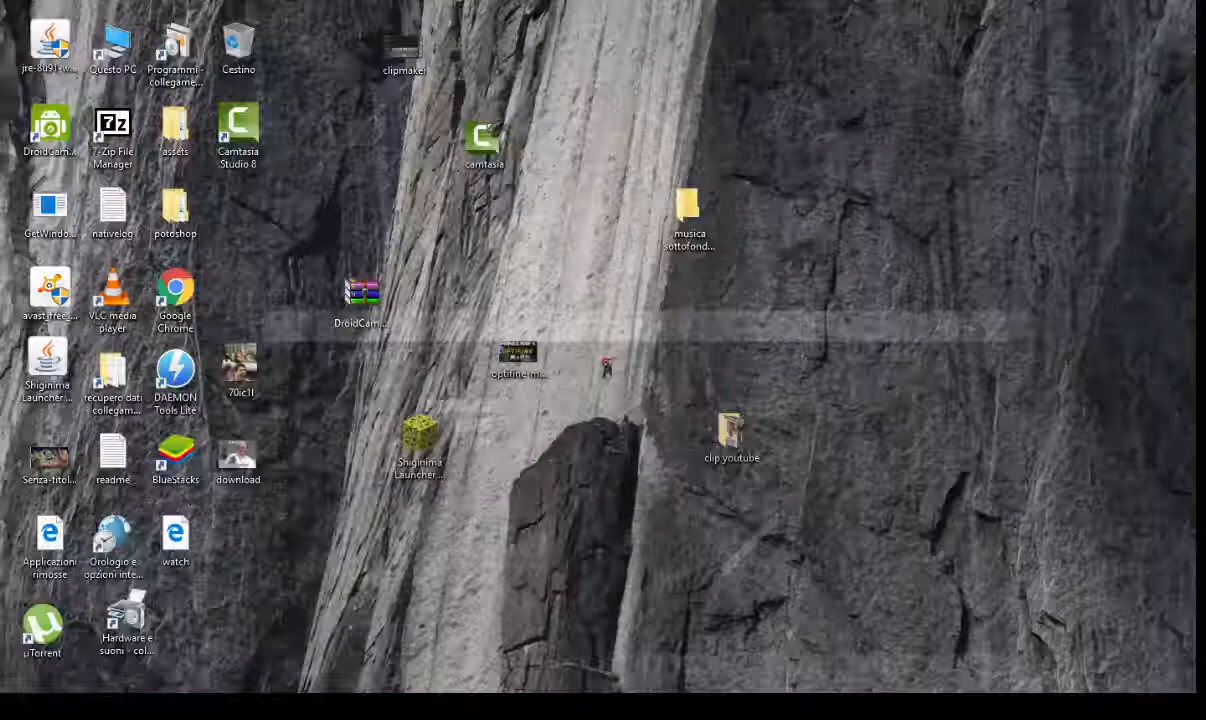 jre-8u91-w...
Questo PC
Programmi -
collegame...
Cestino
clipmaker
DroidCam...
7-Zip File
Manager
assets
Camtasia
Studio 8
camtasia
GetWindo...
nativelog
potoshop
musica
sottofond...
avast_free_...
VLC media
player
Google
Chrome
DroidCam...
Shiginima
Launcher ...
recupero dati
- collegam...
DAEMON
Tools Lite
70ic1l
optifine-m...
Senza-titol...
readme
BlueStacks
download
Shiginima
Launcher ...
clip youtube
Applicazioni
rimosse
Orologio e
opzioni inte...
watch
µTorrent
Hardware e
suoni - col...